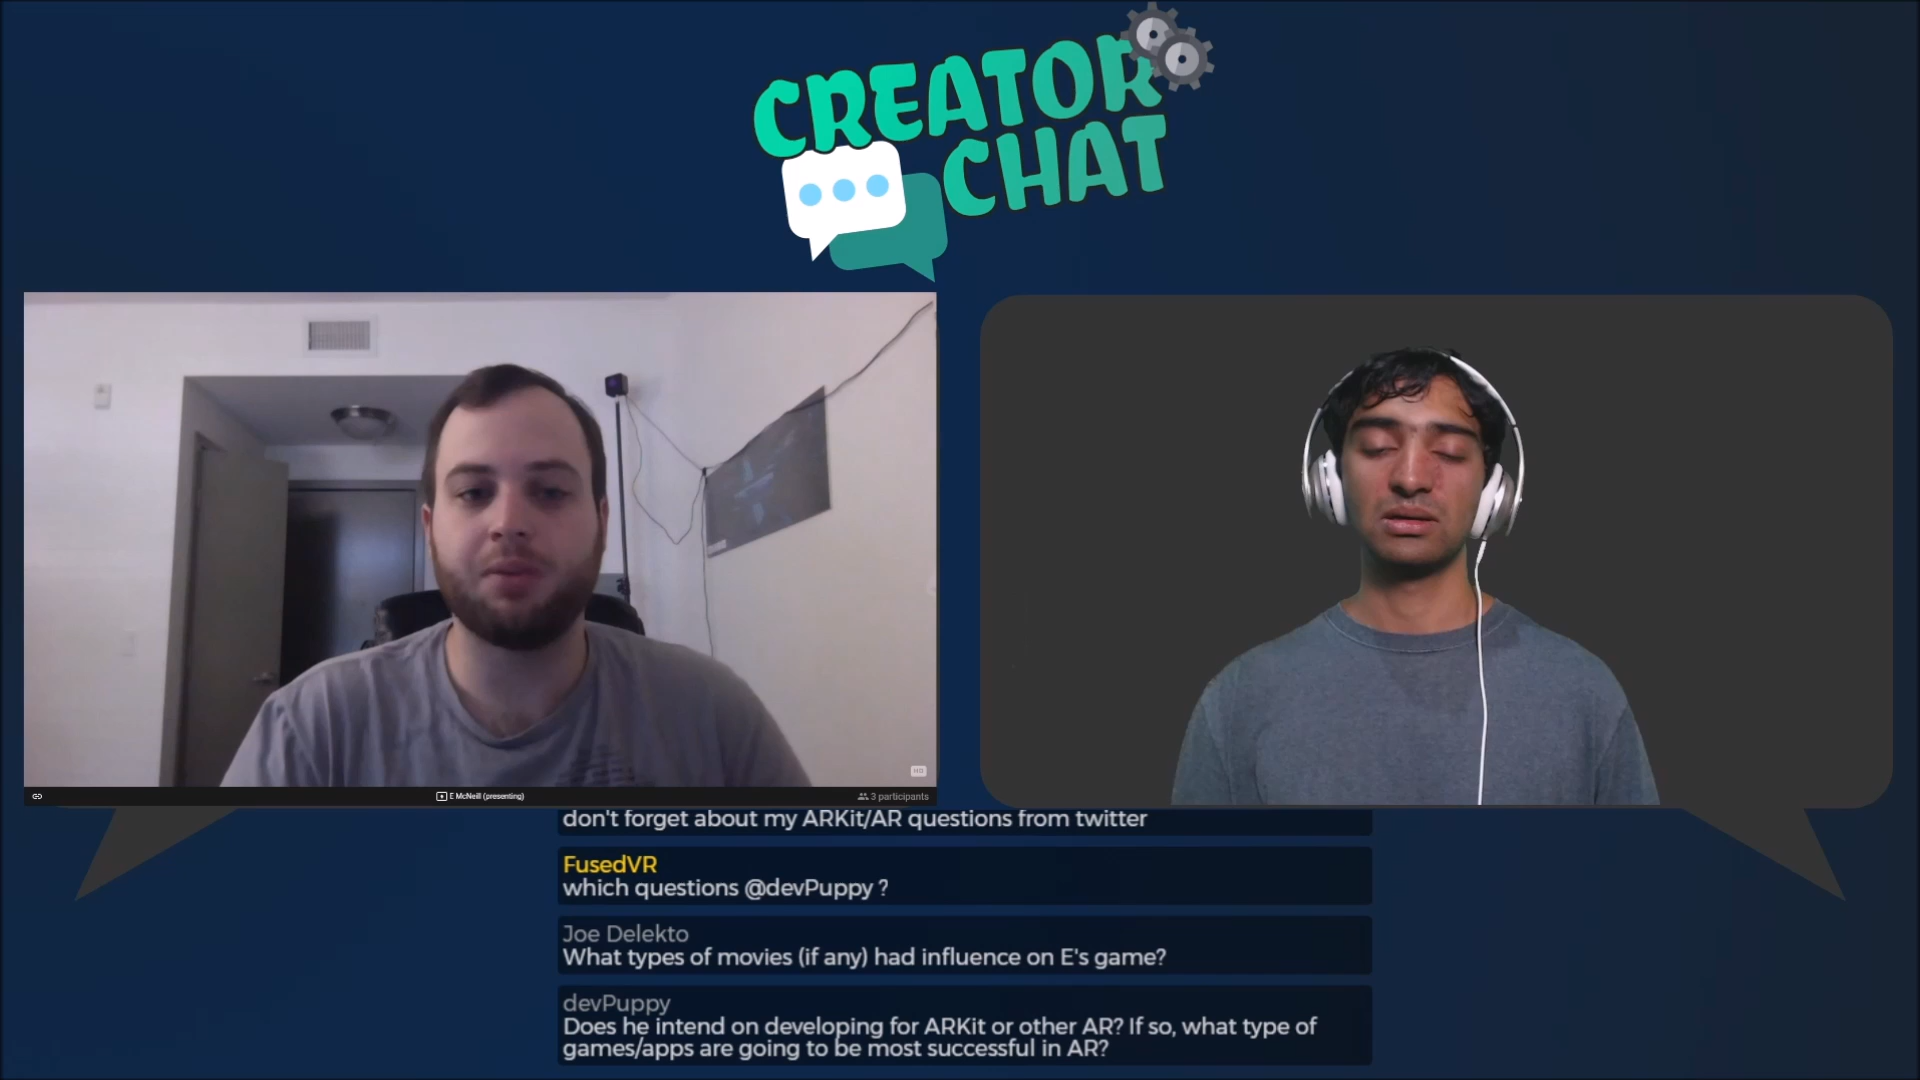 CREATOR
CHAT
HD
E McNeill (presenting)
3 participants
don't forget about my ARKit/AR questions from twitter
FusedVR
which questions @devPuppy ?
Joe Delekto
What types of movies (if any) had influence on E's game?
devPuppy
Does he intend on developing for ARKit or other AR? If so, what type of
games/apps are going to be most successful in AR?